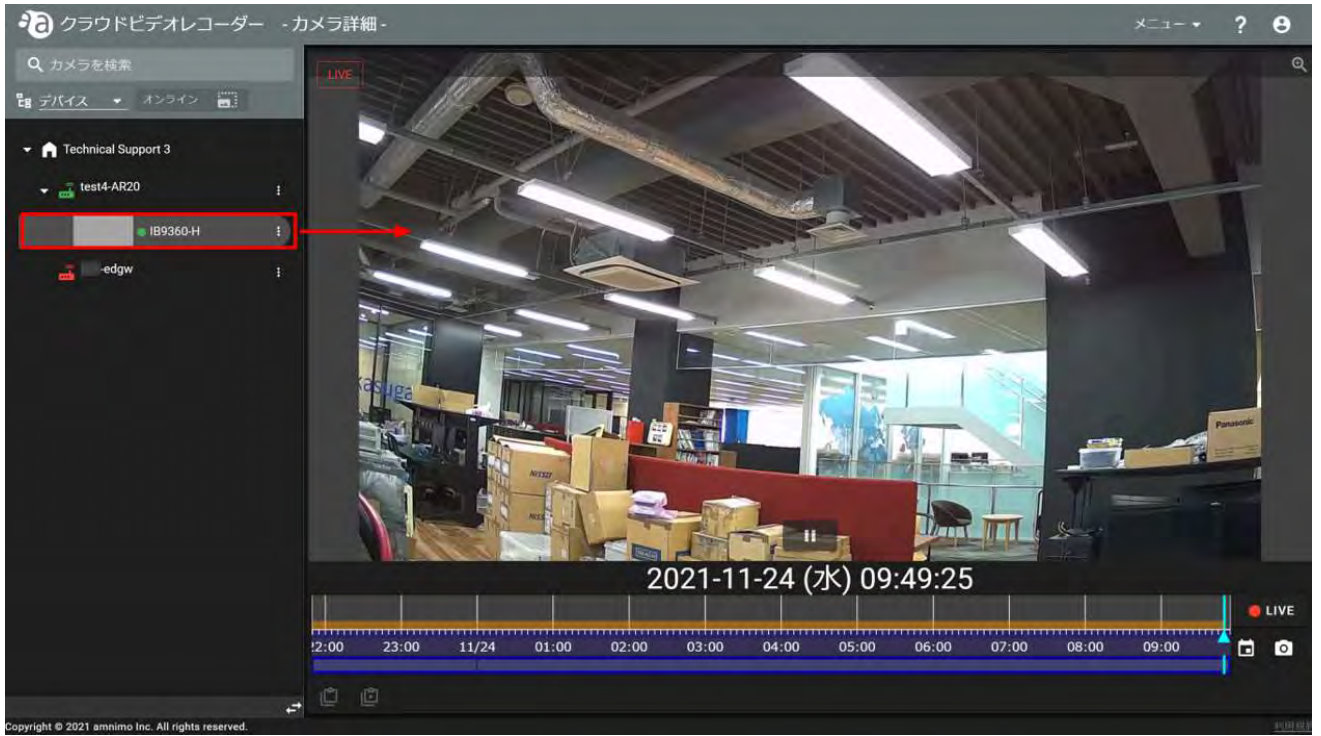 クラウドビデオレコーダー - カメラ詳細 -
メニュー
?
カメラを検索
デバイス オンライン
Technical Support 3
test4-AR20
IB9360-H
-edgw
LIVE
kasuga
Panasonic
2021-11-24 (水) 09:49:25
LIVE
22:00 23:00 11/24 01:00 02:00 03:00 04:00 05:00 06:00 07:00 08:00 09:00
Copyright © 2021 amnimo Inc. All rights reserved.